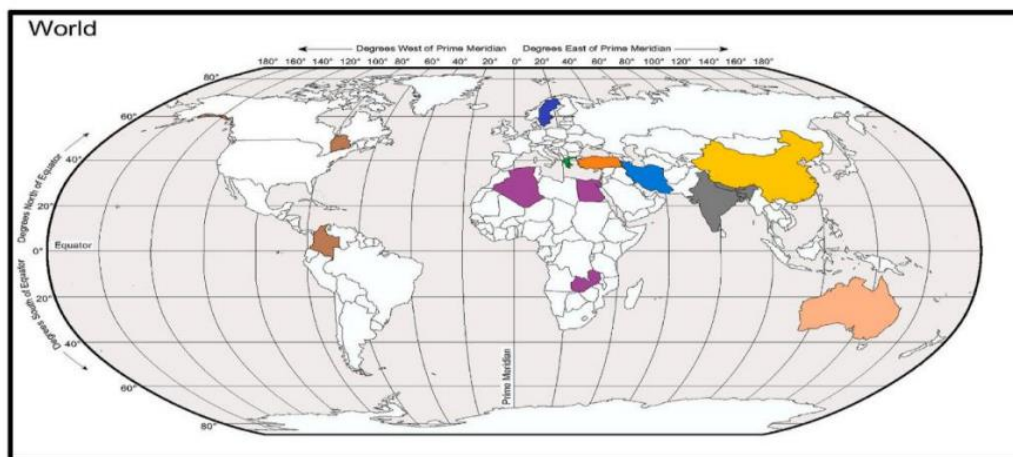 World
Degrees West of Prime Meridian Degrees East of Prime Meridian
180° 160° 140° 120° 100° 80° 60° 40° 20° 0° 20° 40° 60° 80° 100° 120° 140° 160° 180°
80°
60°
40°
20°
0°
20°
40°
60°
80°
Degrees North of Equator
Equator
Degrees South of Equator
Prime Meridian